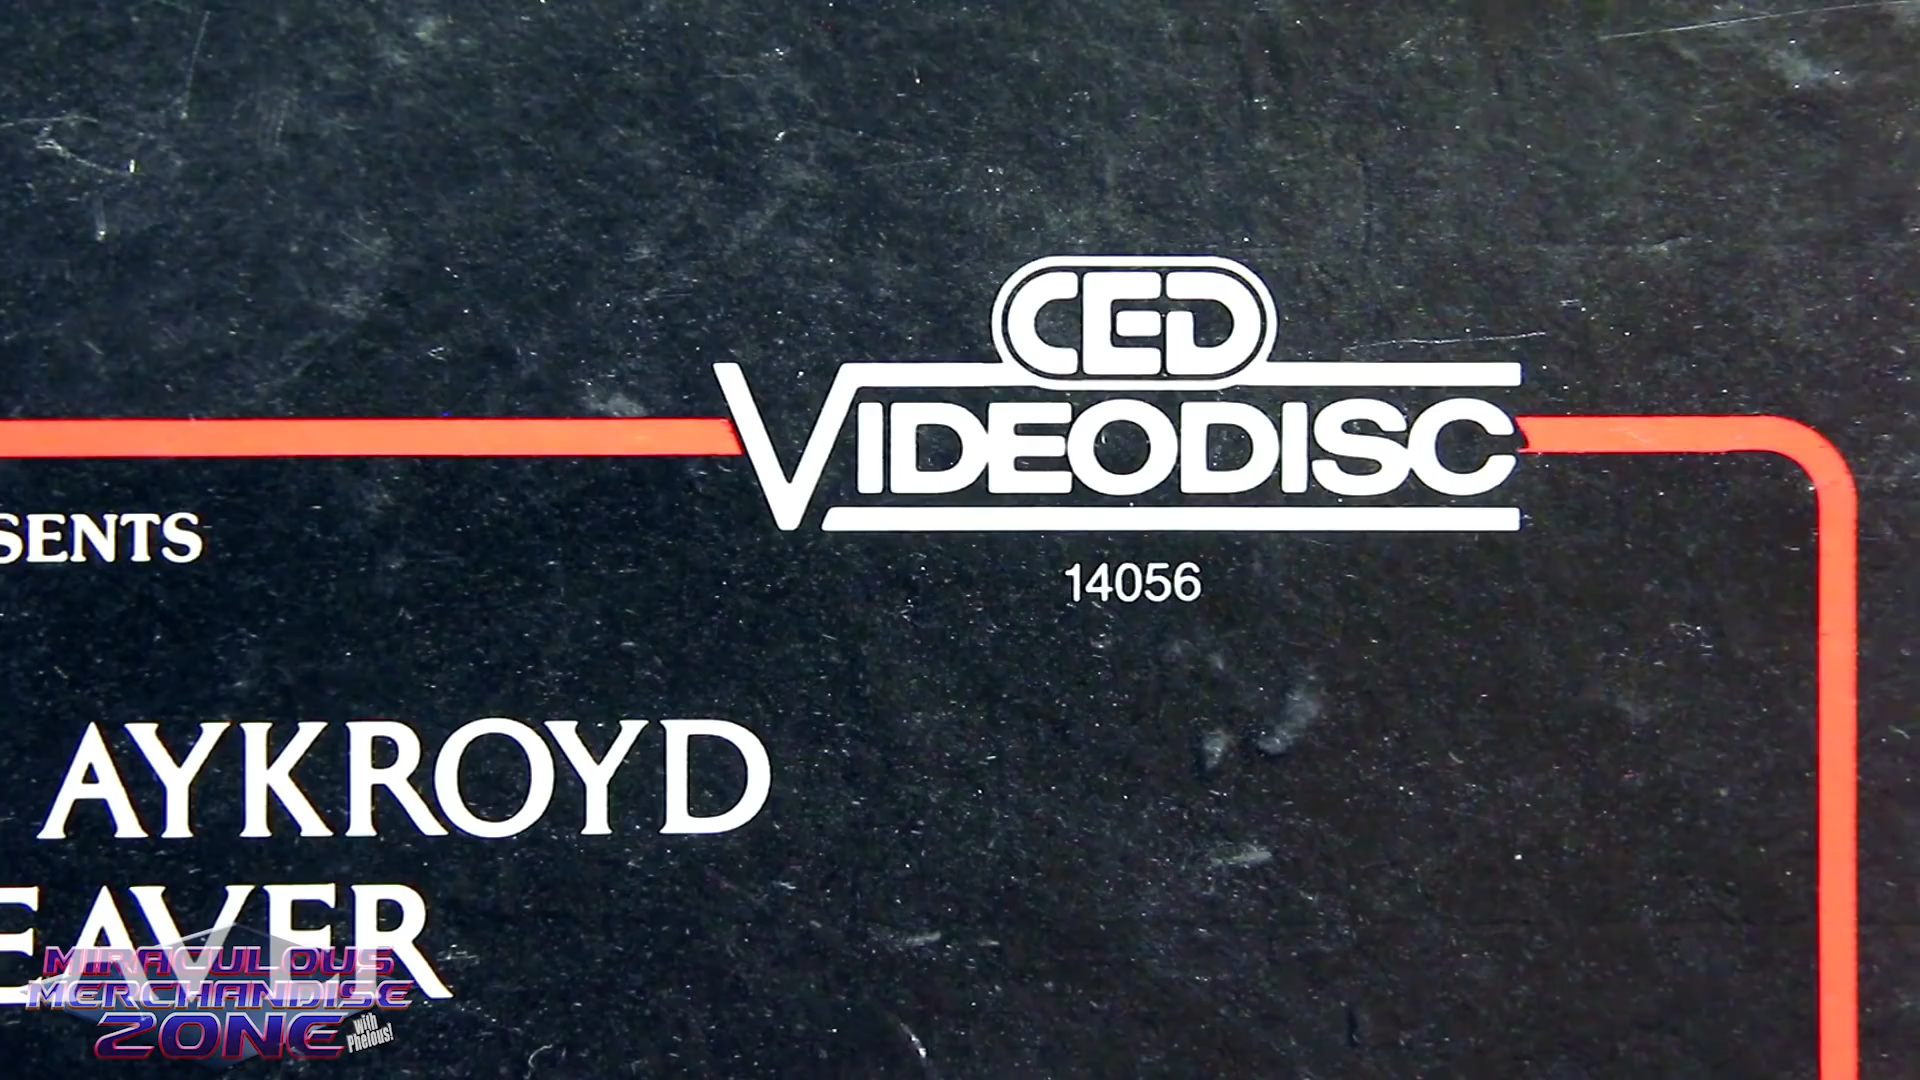 CED
VIDEODISC
SENTS
14056
AYKROYD
EAVER
MIRACULOUS
MERCHANDISE
ZONE
with
Phelous!